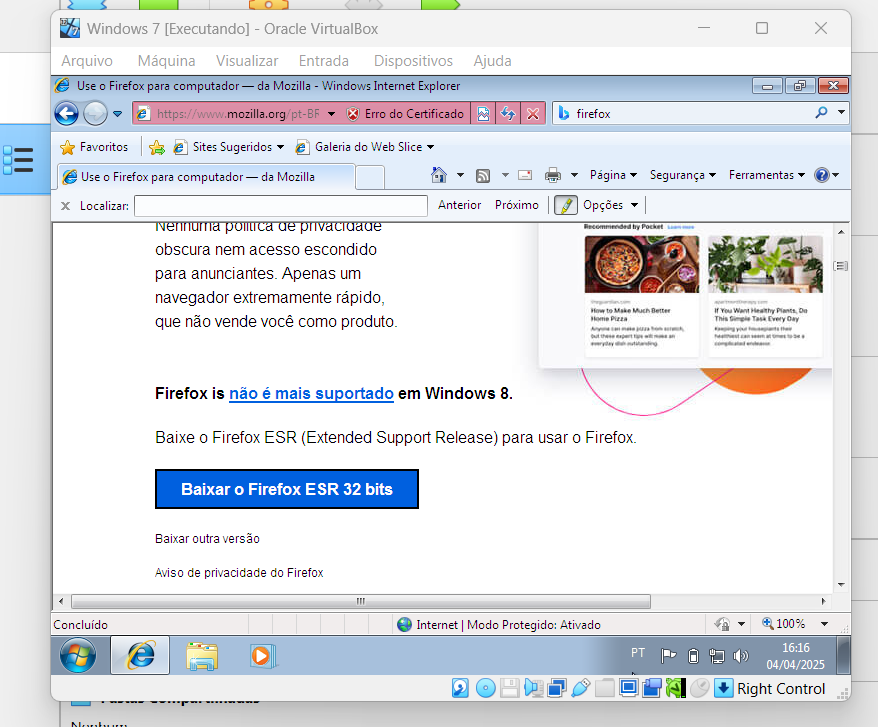 Windows 7 [Executando] - Oracle VirtualBox
Arquivo Máquina Visualizar Entrada Dispositivos Ajuda
Use o Firefox para computador — da Mozilla - Windows Internet Explorer
https://www.mozilla.org/pt-BR Erro do Certificado firefox
Favoritos Sites Sugeridos Galeria do Web Slice
Use o Firefox para computador — da Mozilla Página Segurança Ferramentas
x Localizar: Anterior Próximo Opções
Nenhuma política de privacidade
obscura nem acesso escondido
para anunciantes. Apenas um
navegador extremamente rápido,
que não vende você como produto.
Recommended by Pocket Learn more
theguardian.com
How to Make Much Better
Home Pizza
Anyone can make pizza from scratch,
but these expert tips will make an
everyday dish outstanding.
apartmenttherapy.com
If You Want Healthy Plants, Do
This Simple Task Every Day
Keeping your houseplants their
healthiest can seem at times to be a
complicated endeavor.
Firefox is não é mais suportado em Windows 8.
Baixe o Firefox ESR (Extended Support Release) para usar o Firefox.
Baixar o Firefox ESR 32 bits
Baixar outra versão
Aviso de privacidade do Firefox
Concluído Internet | Modo Protegido: Ativado 100%
PT 16:16
04/04/2025
Right Control
Pastas Compartilhadas
Nenhum